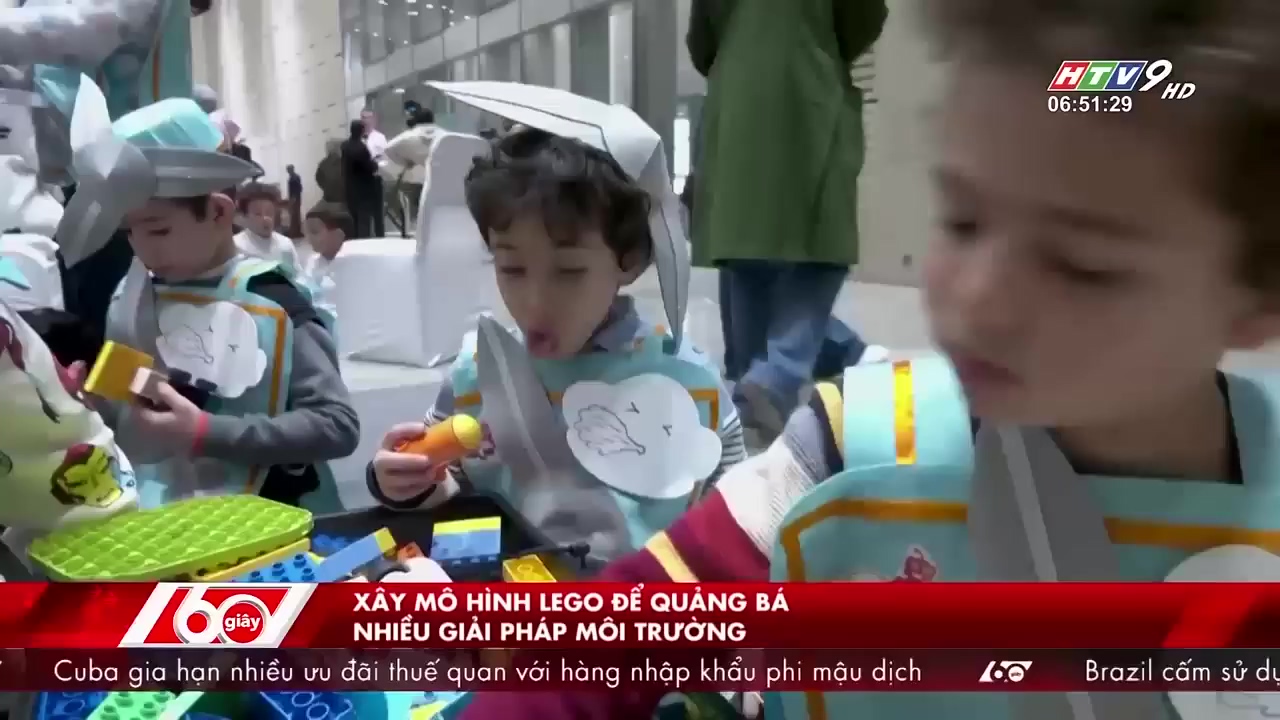 HTV9 HD
06:51:29
60 giây
XÂY MÔ HÌNH LEGO ĐỂ QUẢNG BÁ
NHIỀU GIẢI PHÁP MÔI TRƯỜNG
Cuba gia hạn nhiều ưu đãi thuế quan với hàng nhập khẩu phi mậu dịch
60 giây
Brazil cấm sử